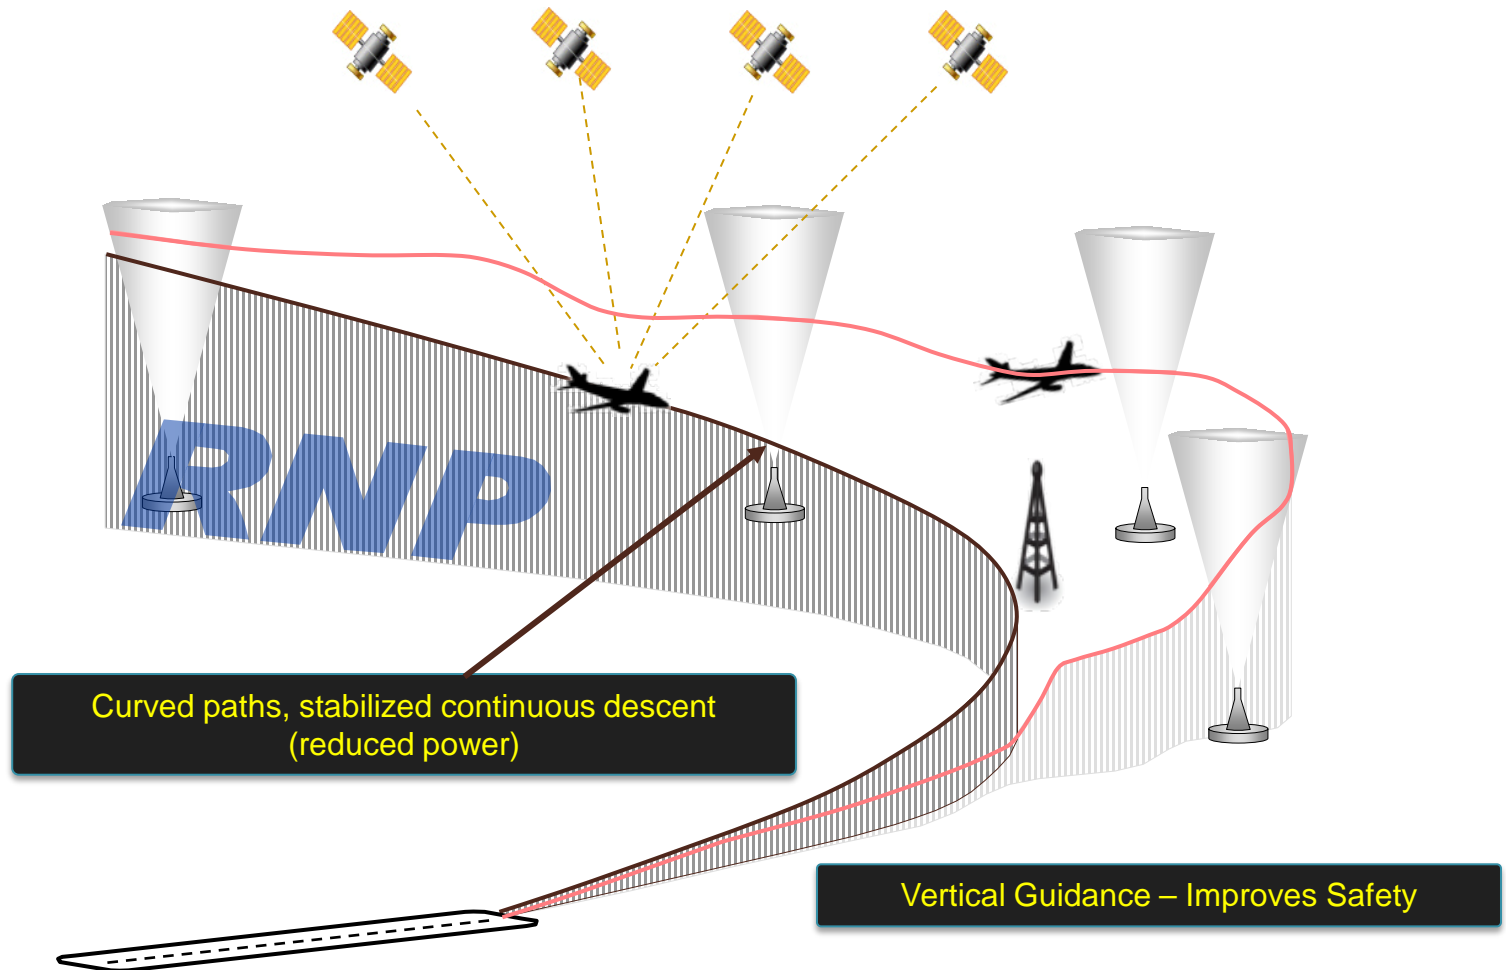 RNP
Curved paths, stabilized continuous descent
(reduced power)
Vertical Guidance – Improves Safety